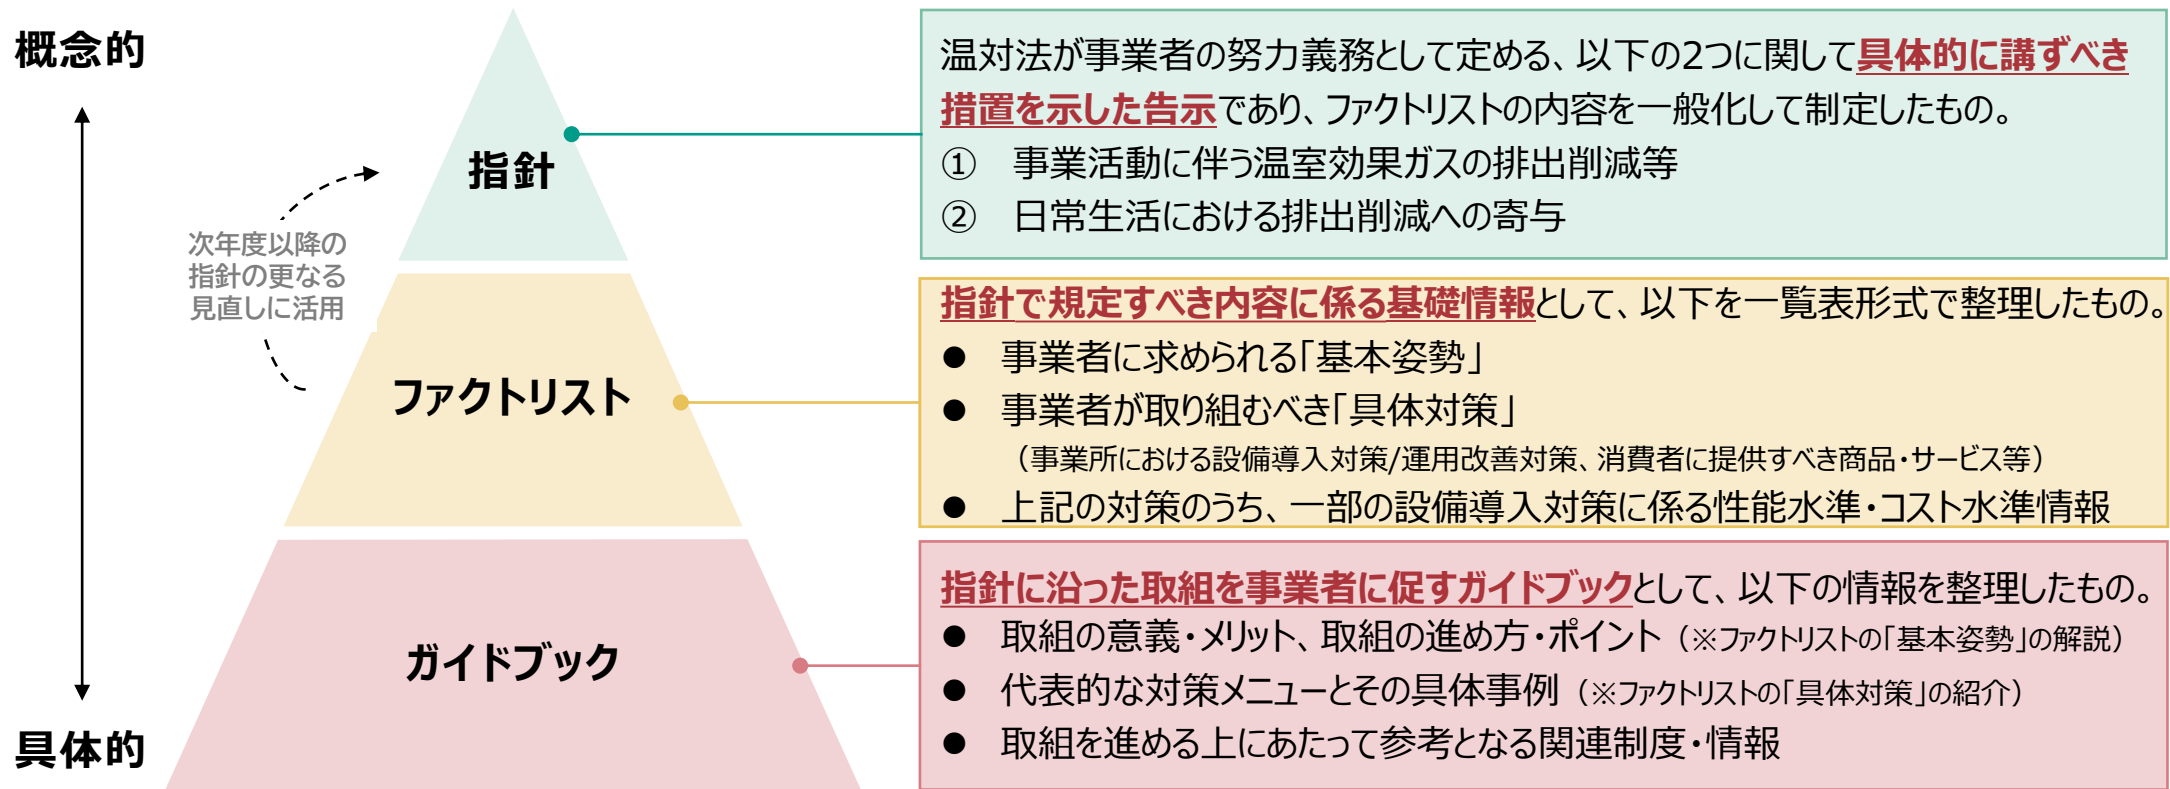 概念的
具体的
次年度以降の
指針の更なる
見直しに活用
指針
ファクトリスト
ガイドブック
温対法が事業者の努力義務として定める、以下の2つに関して具体的に講ずべき
措置を示した告示であり、ファクトリストの内容を一般化して制定したもの。
① 事業活動に伴う温室効果ガスの排出削減等
② 日常生活における排出削減への寄与
指針で規定すべき内容に係る基礎情報として、以下を一覧表形式で整理したもの。
● 事業者に求められる「基本姿勢」
● 事業者が取り組むべき「具体対策」
（事業所における設備導入対策/運用改善対策、消費者に提供すべき商品・サービス等）
● 上記の対策のうち、一部の設備導入対策に係る性能水準・コスト水準情報
指針に沿った取組を事業者に促すガイドブックとして、以下の情報を整理したもの。
● 取組の意義・メリット、取組の進め方・ポイント（※ファクトリストの「基本姿勢」の解説）
● 代表的な対策メニューとその具体事例（※ファクトリストの「具体対策」の紹介）
● 取組を進める上にあたって参考となる関連制度・情報